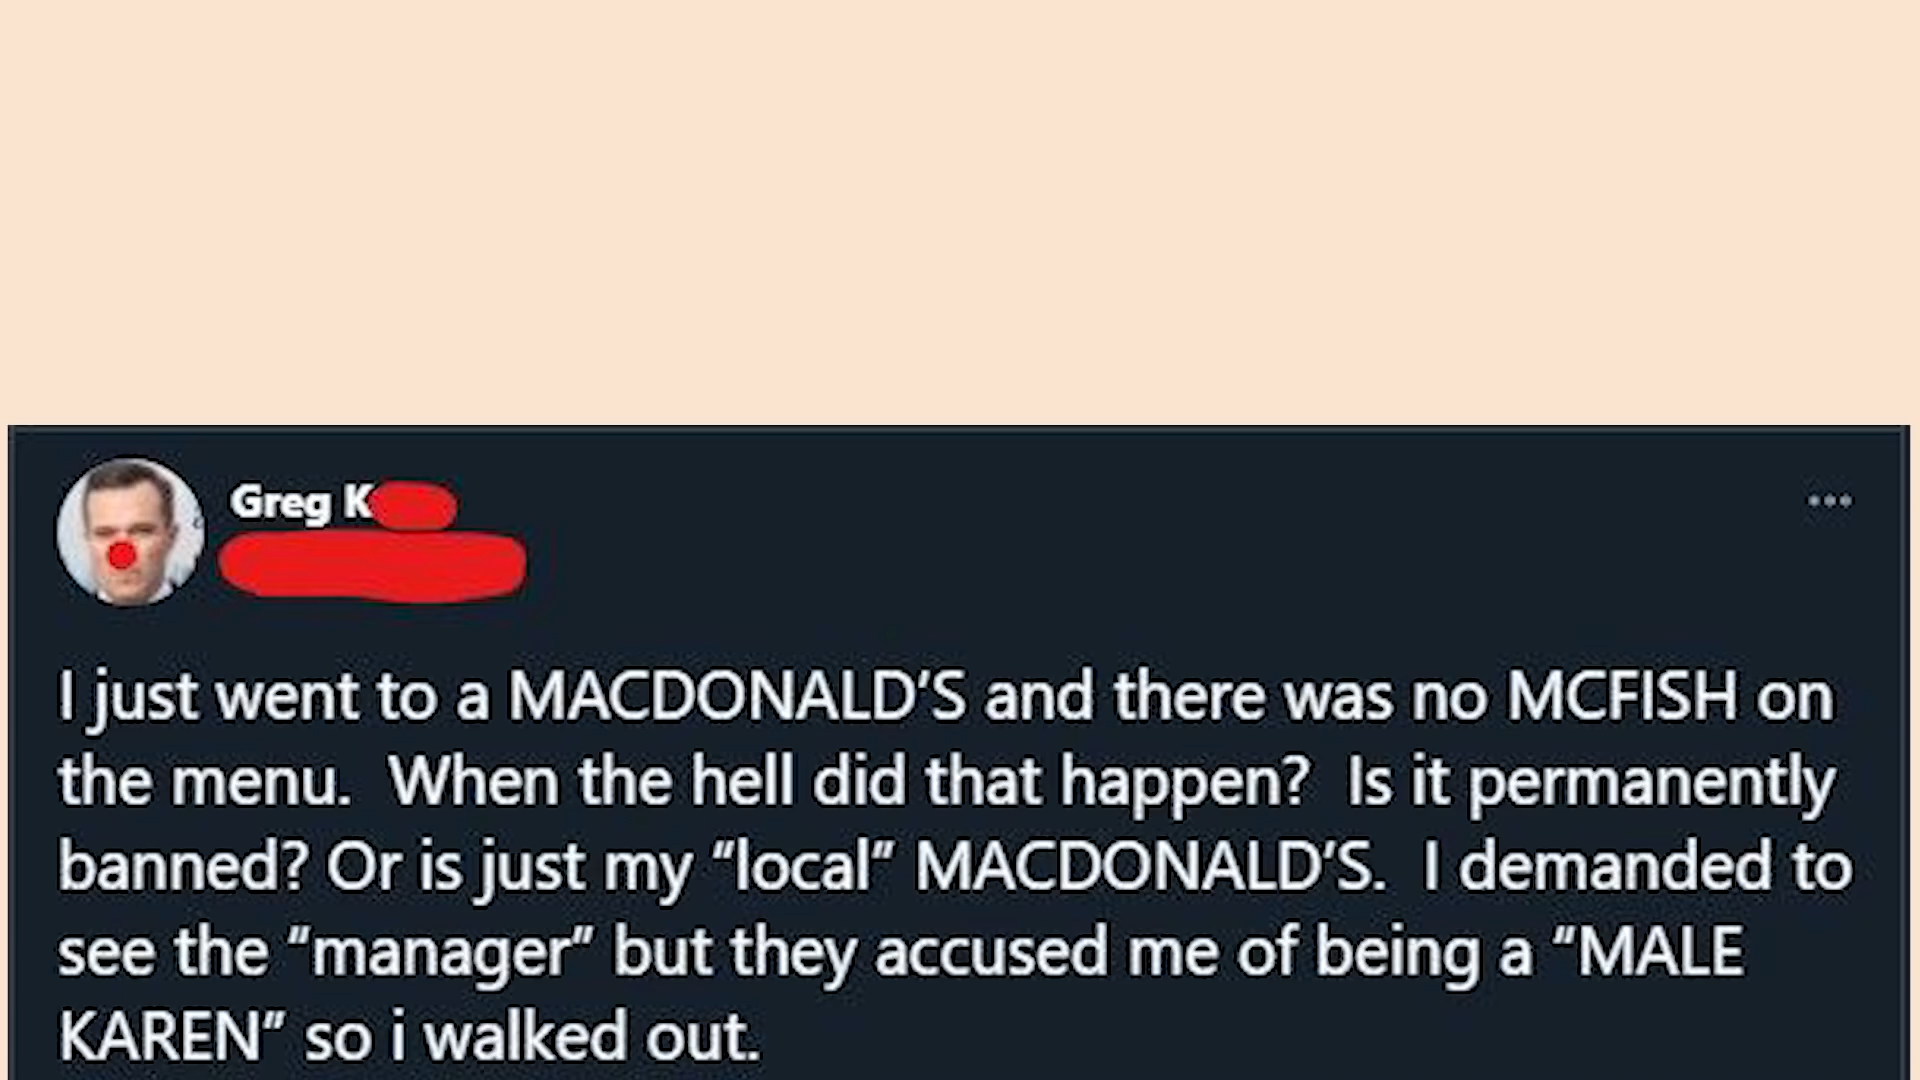 Greg K
I just went to a MACDONALD'S and there was no MCFISH on
the menu.  When the hell did that happen?  Is it permanently
banned? Or is just my “local” MACDONALD'S.  I demanded to
see the “manager” but they accused me of being a “MALE
KAREN” so i walked out.